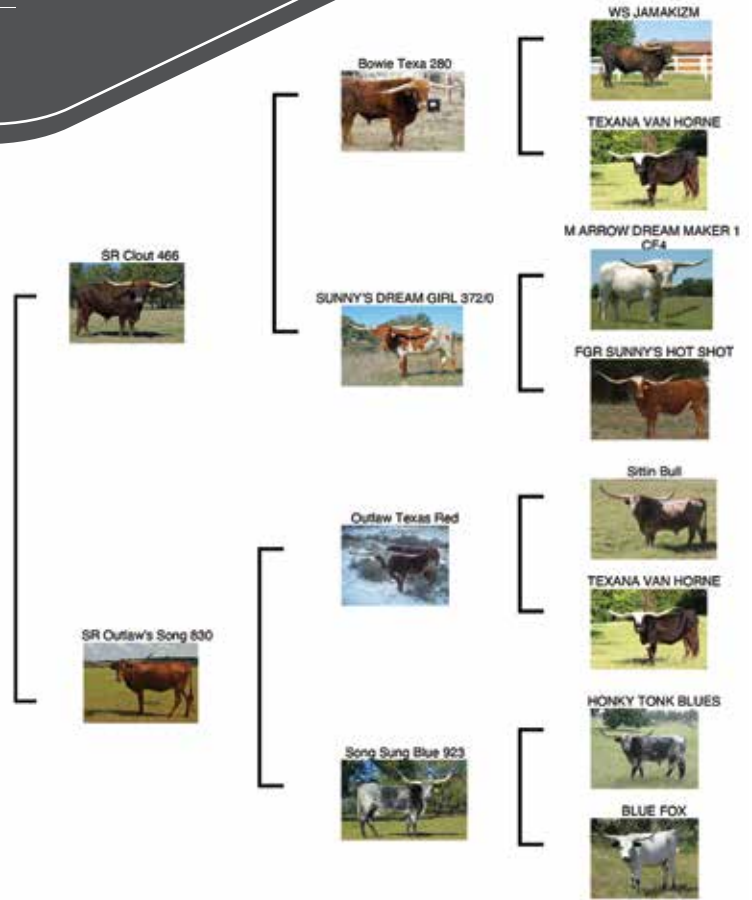 WS JAMAKIZM
Bowie Texa 280
TEXANA VAN HORNE
M ARROW DREAM MAKER 1
CF4
SR Clout 466
SUNNY'S DREAM GIRL 372/0
FGR SUNNY'S HOT SHOT
Sittin Bull
Outlaw Texas Red
TEXANA VAN HORNE
SR Outlaw's Song 830
HONKY TONK BLUES
Song Sung Blue 923
BLUE FOX